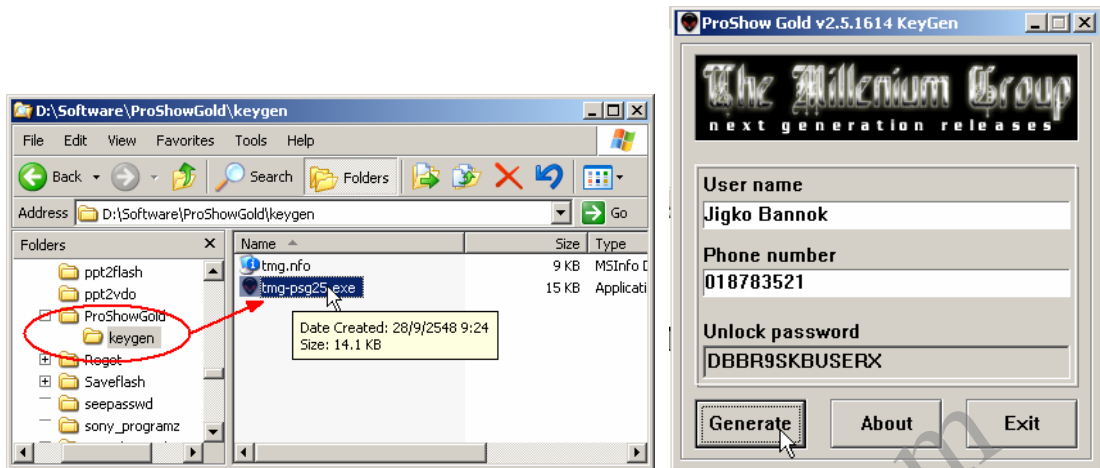 D:\Software\ProShowGold\keygen
File Edit View Favorites Tools Help
Back Search Folders
Address D:\Software\ProShowGold\keygen Go
Folders
ppt2flash
ppt2vdo
ProShowGold
keygen
Rogot
Saveflash
seepasswd
sony_programz
Name Size Type
tmg.nfo 9 KB MSInfo
tmg-psg25.exe 15 KB Applicati
Date Created: 28/9/2548 9:24
Size: 14.1 KB
ProShow Gold v2.5.1614 KeyGen
The Millenium Group
next generation releases
User name
Jigko Bannok
Phone number
018783521
Unlock password
DBBR9SKBUSERX
Generate About Exit